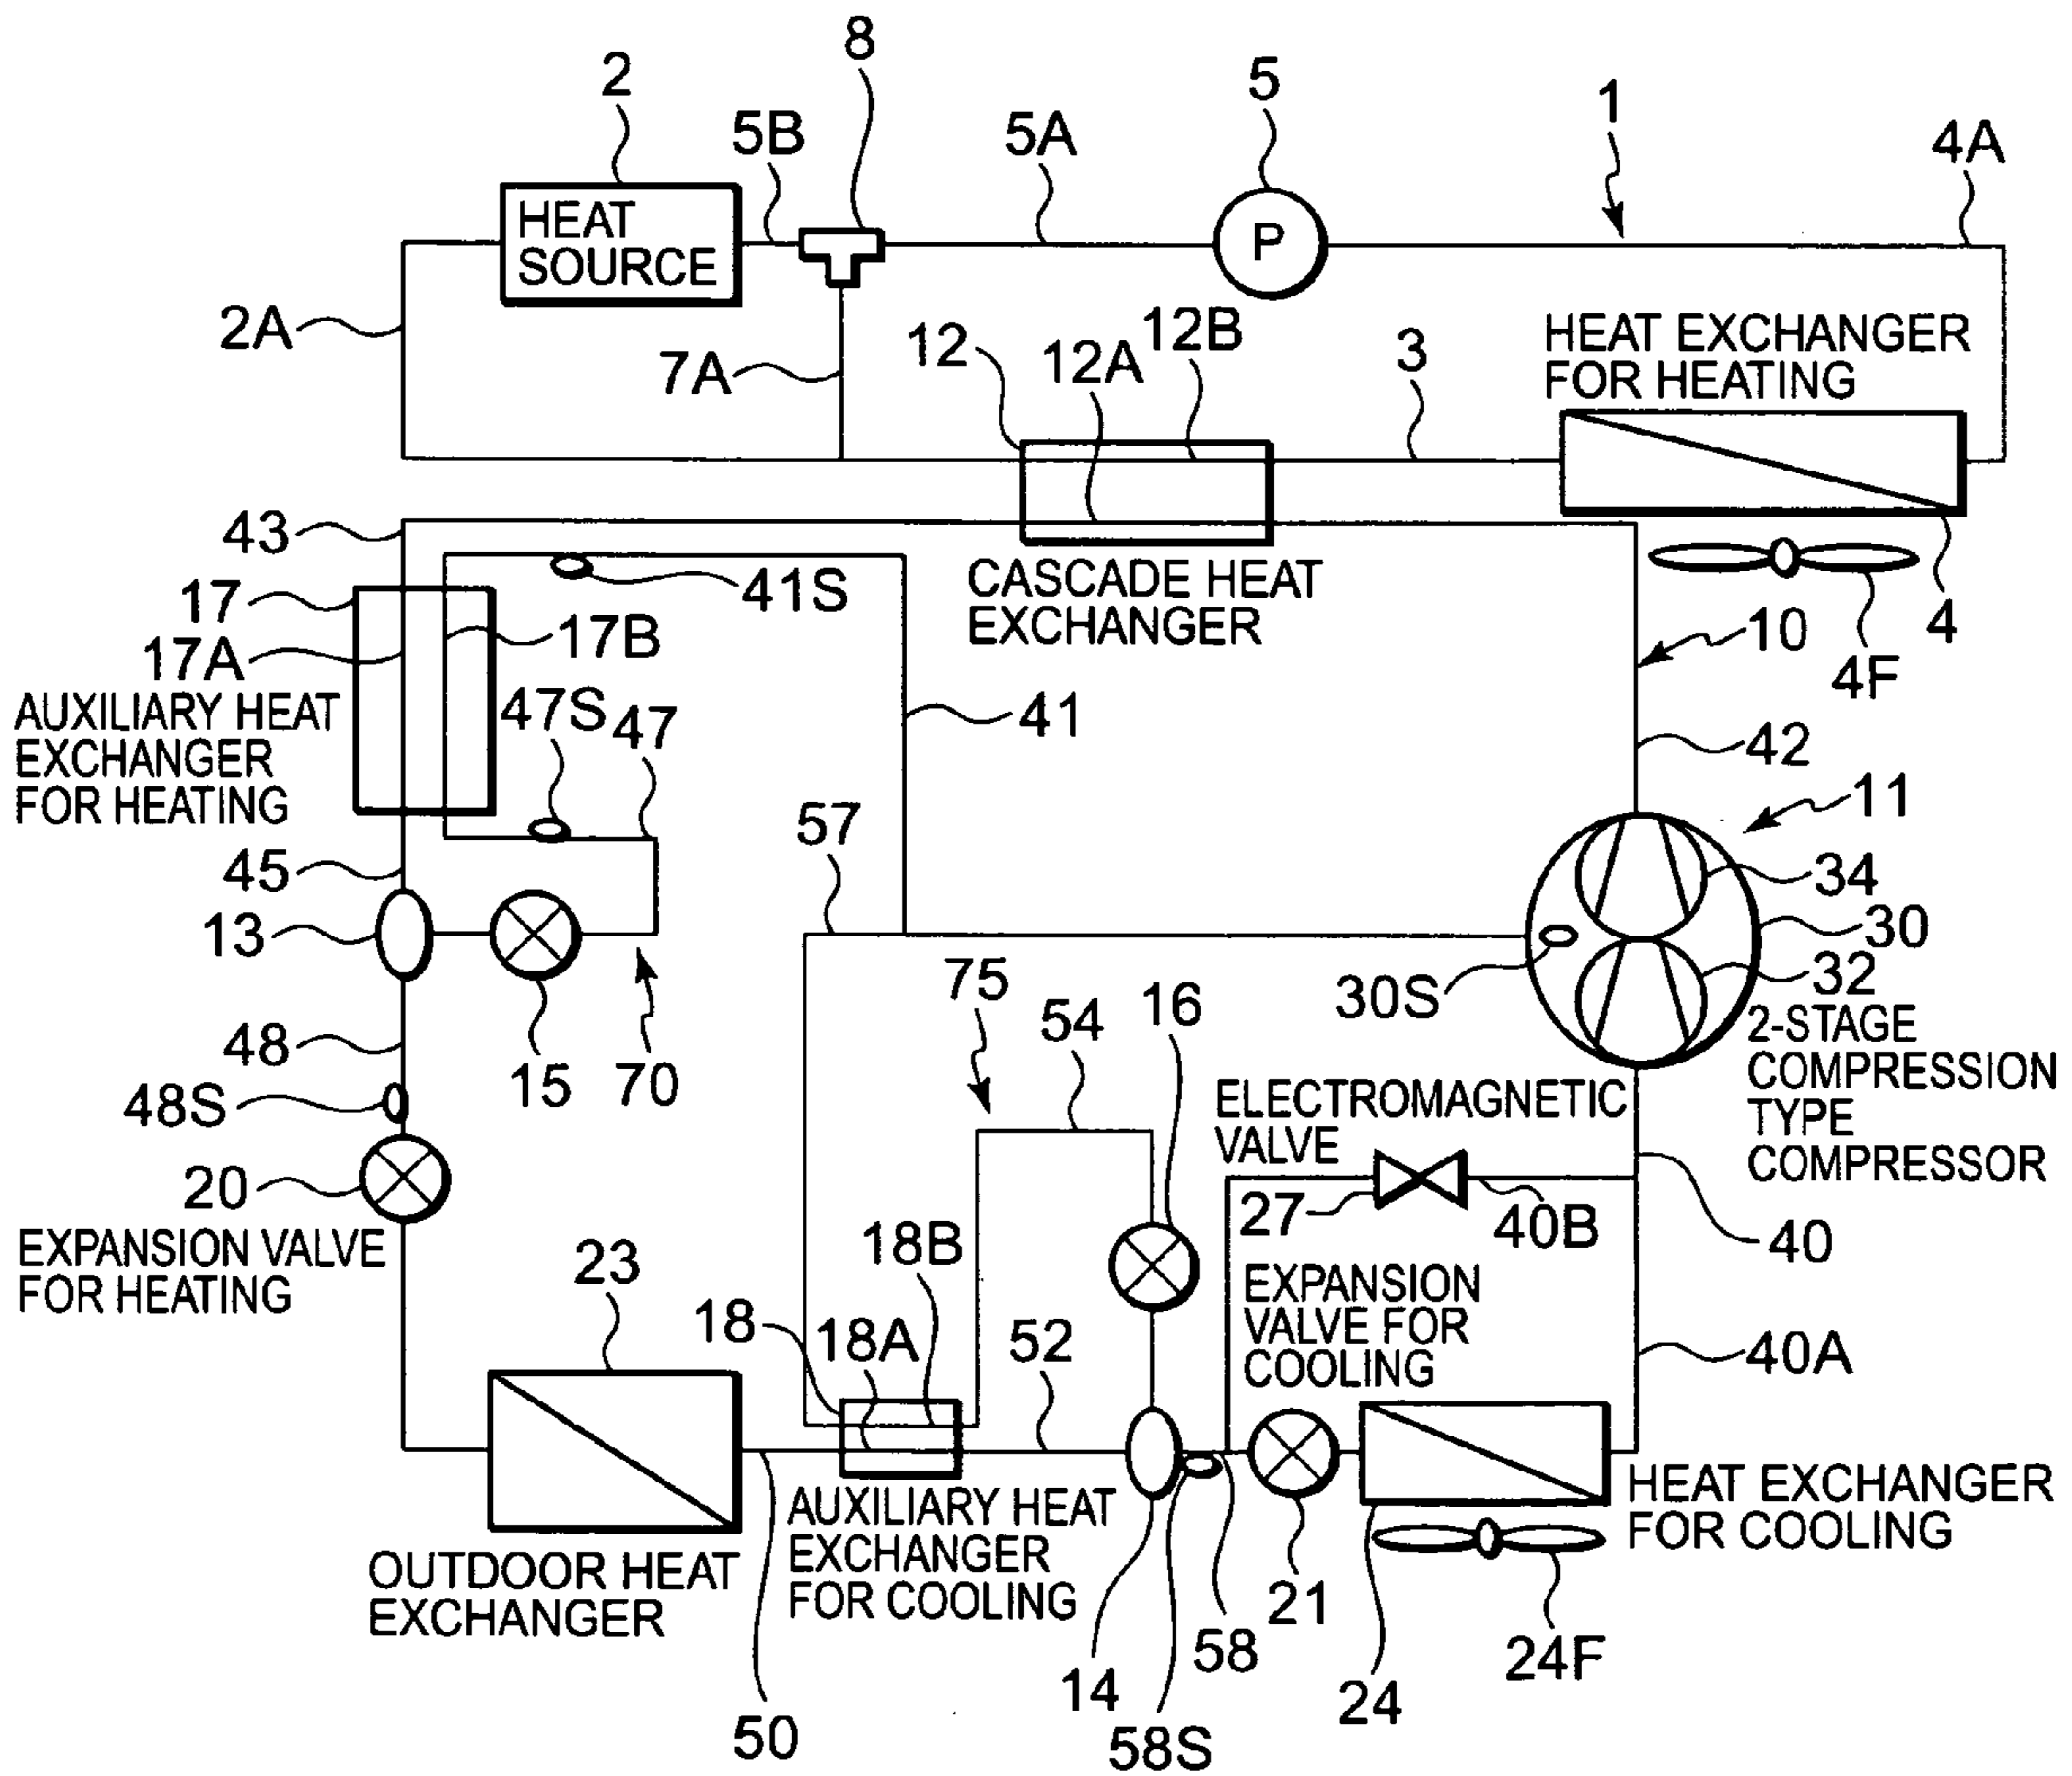 8
2
5
5B
5A
1
4A
HEAT
SOURCE
P
2A
7A
12
12A
12B
3
HEAT EXCHANGER
FOR HEATING
43
41S
CASCADE HEAT
EXCHANGER
17
17A
17B
10
4F
4
AUXILIARY HEAT
EXCHANGER
FOR HEATING
47S
47
41
42
11
57
45
34
13
30
30S
32
75
54
16
2-STAGE
COMPRESSION
TYPE
COMPRESSOR
48
15
70
48S
ELECTROMAGNETIC
VALVE
20
27
40B
40
EXPANSION VALVE
FOR HEATING
23
18B
EXPANSION
VALVE FOR
COOLING
18
18A
52
40A
OUTDOOR HEAT
EXCHANGER
AUXILIARY HEAT
EXCHANGER
FOR COOLING
HEAT EXCHANGER
FOR COOLING
21
58
24F
14
24
50
58S